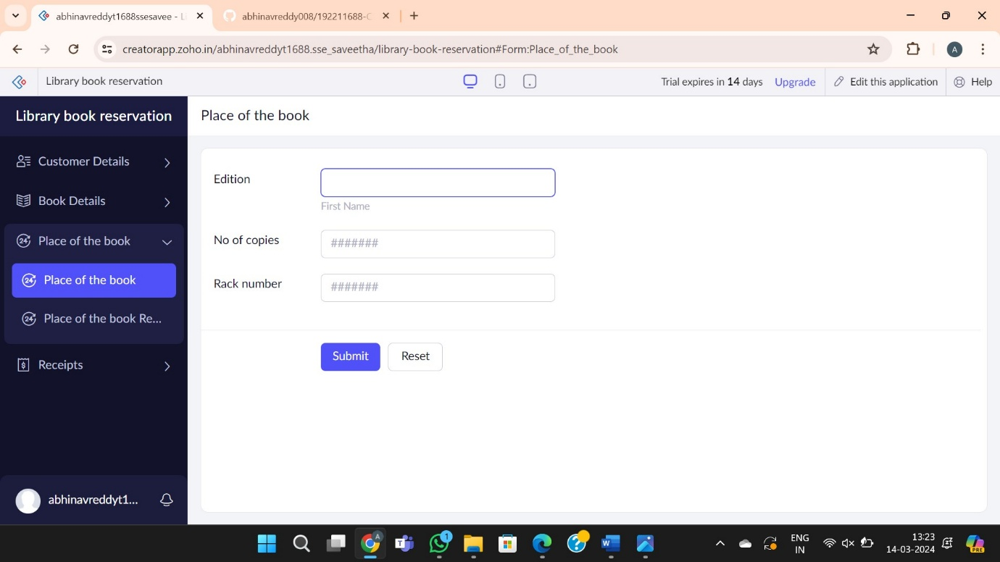 abhinavreddyt1688ssesavee - L
abhinavreddy008/192211688-C
creatorapp.zoho.in/abhinavreddyt1688.sse_saveetha/library-book-reservation#Form:Place_of_the_book
A
Library book reservation
Trial expires in 14 days
Upgrade
Edit this application
Help
Library book reservation
Place of the book
Customer Details
Book Details
Place of the book
Place of the book
Place of the book Re...
Receipts
Edition
First Name
No of copies
#######
Rack number
#######
Submit
Reset
abhinavreddyt1...
ENG
IN
13:23
14-03-2024